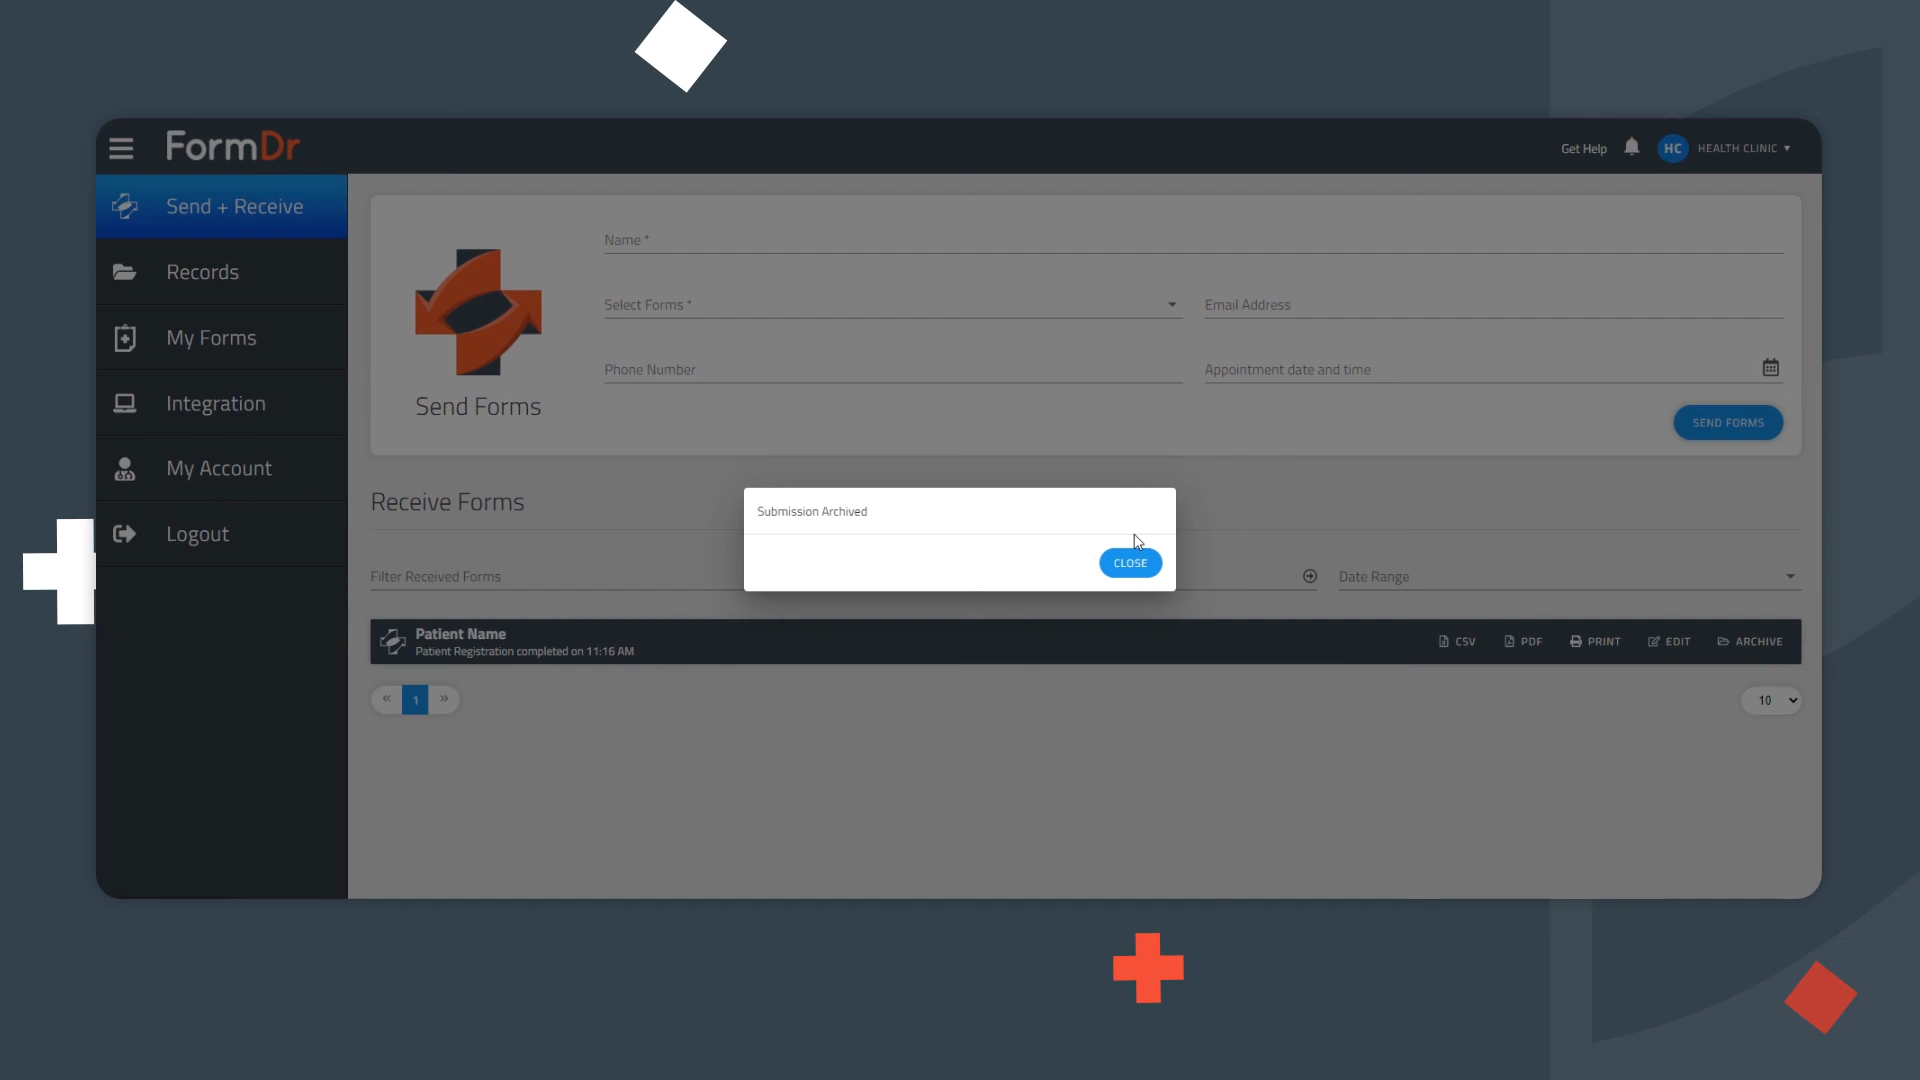 FormDr
Get Help
HC
HEALTH CLINIC
Send + Receive
Records
My Forms
Integration
My Account
Logout
Name *
Select Forms *
Email Address
Phone Number
Appointment date and time
Send Forms
SEND FORMS
Receive Forms
Submission Archived
CLOSE
Filter Received Forms
Date Range
Patient Name
Patient Registration completed on 11:16 AM
CSV
PDF
PRINT
EDIT
ARCHIVE
« 1 »
10